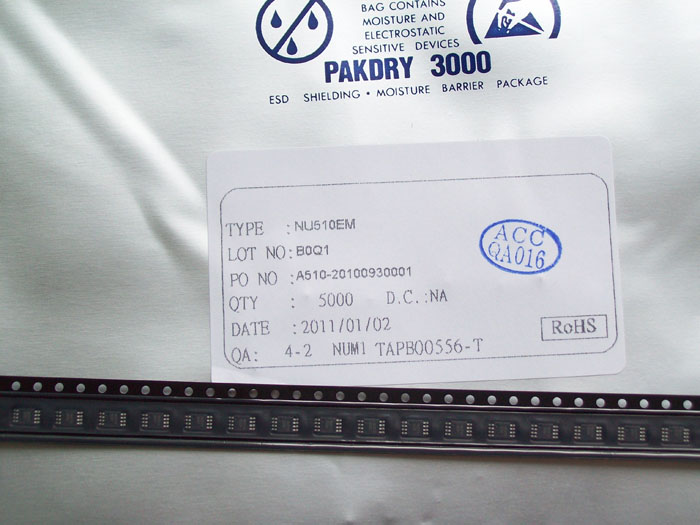 BAG CONTAINS
MOISTURE AND
ELECTROSTATIC
SENSITIVE DEVICES
PAKDRY 3000
ESD SHIELDING • MOISTURE BARRIER PACKAGE
TYPE :NU510EM
LOT NO:B0Q1
PO NO :A510-20100930001
QTY : 5000 D.C.:NA
DATE :2011/01/02
QA: 4-2 NUM1 TAPB00556-T
ACC
QA016
RoHS